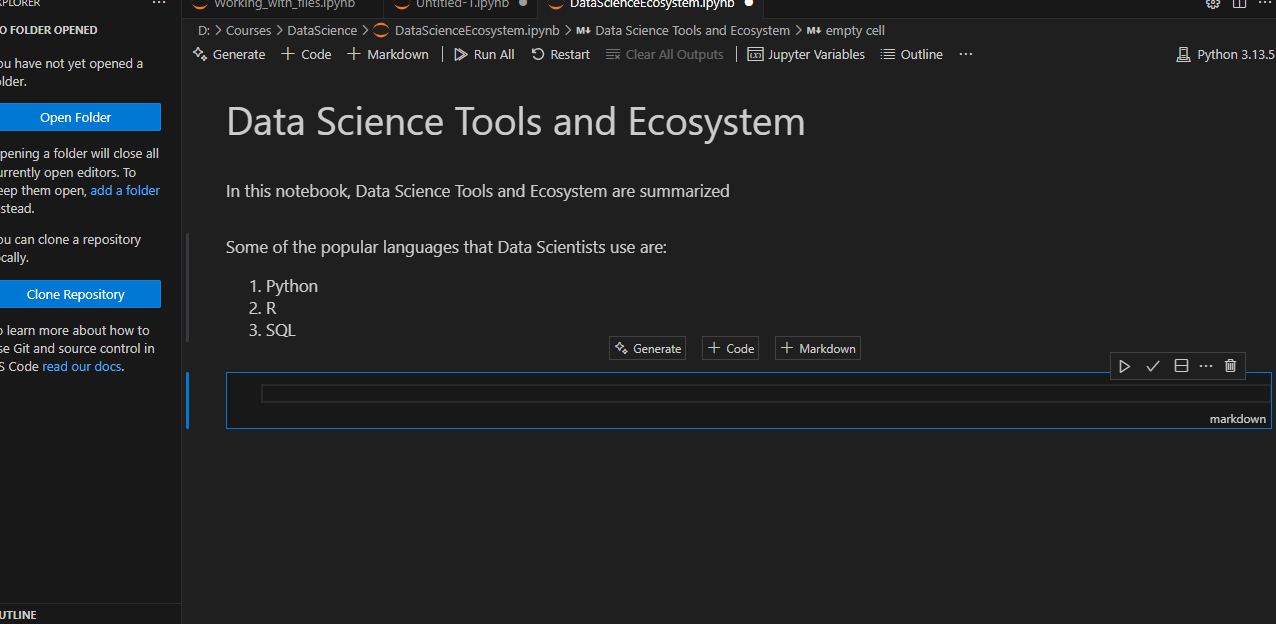 XPLORER ···
Working_with_files.ipynb Untitled-1.ipynb DataScienceEcosystem.ipynb
O FOLDER OPENED
D: > Courses > DataScience > DataScienceEcosystem.ipynb > M↓ Data Science Tools and Ecosystem > M↓ empty cell
Generate + Code + Markdown | Run All Restart Clear All Outputs | Jupyter Variables Outline ··· Python 3.13.5
ou have not yet opened a
lder.
Open Folder
pening a folder will close all
urrently open editors. To
eep them open, add a folder
stead.
ou can clone a repository
cally.
Clone Repository
o learn more about how to
se Git and source control in
S Code read our docs.
UTLINE
Data Science Tools and Ecosystem
In this notebook, Data Science Tools and Ecosystem are summarized
Some of the popular languages that Data Scientists use are:
1. Python
2. R
3. SQL
Generate + Code + Markdown
markdown